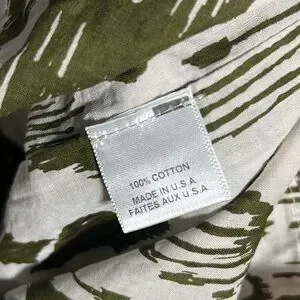 100% COTTON
MADE IN U.S.A
FAITES AUX U.S.A.